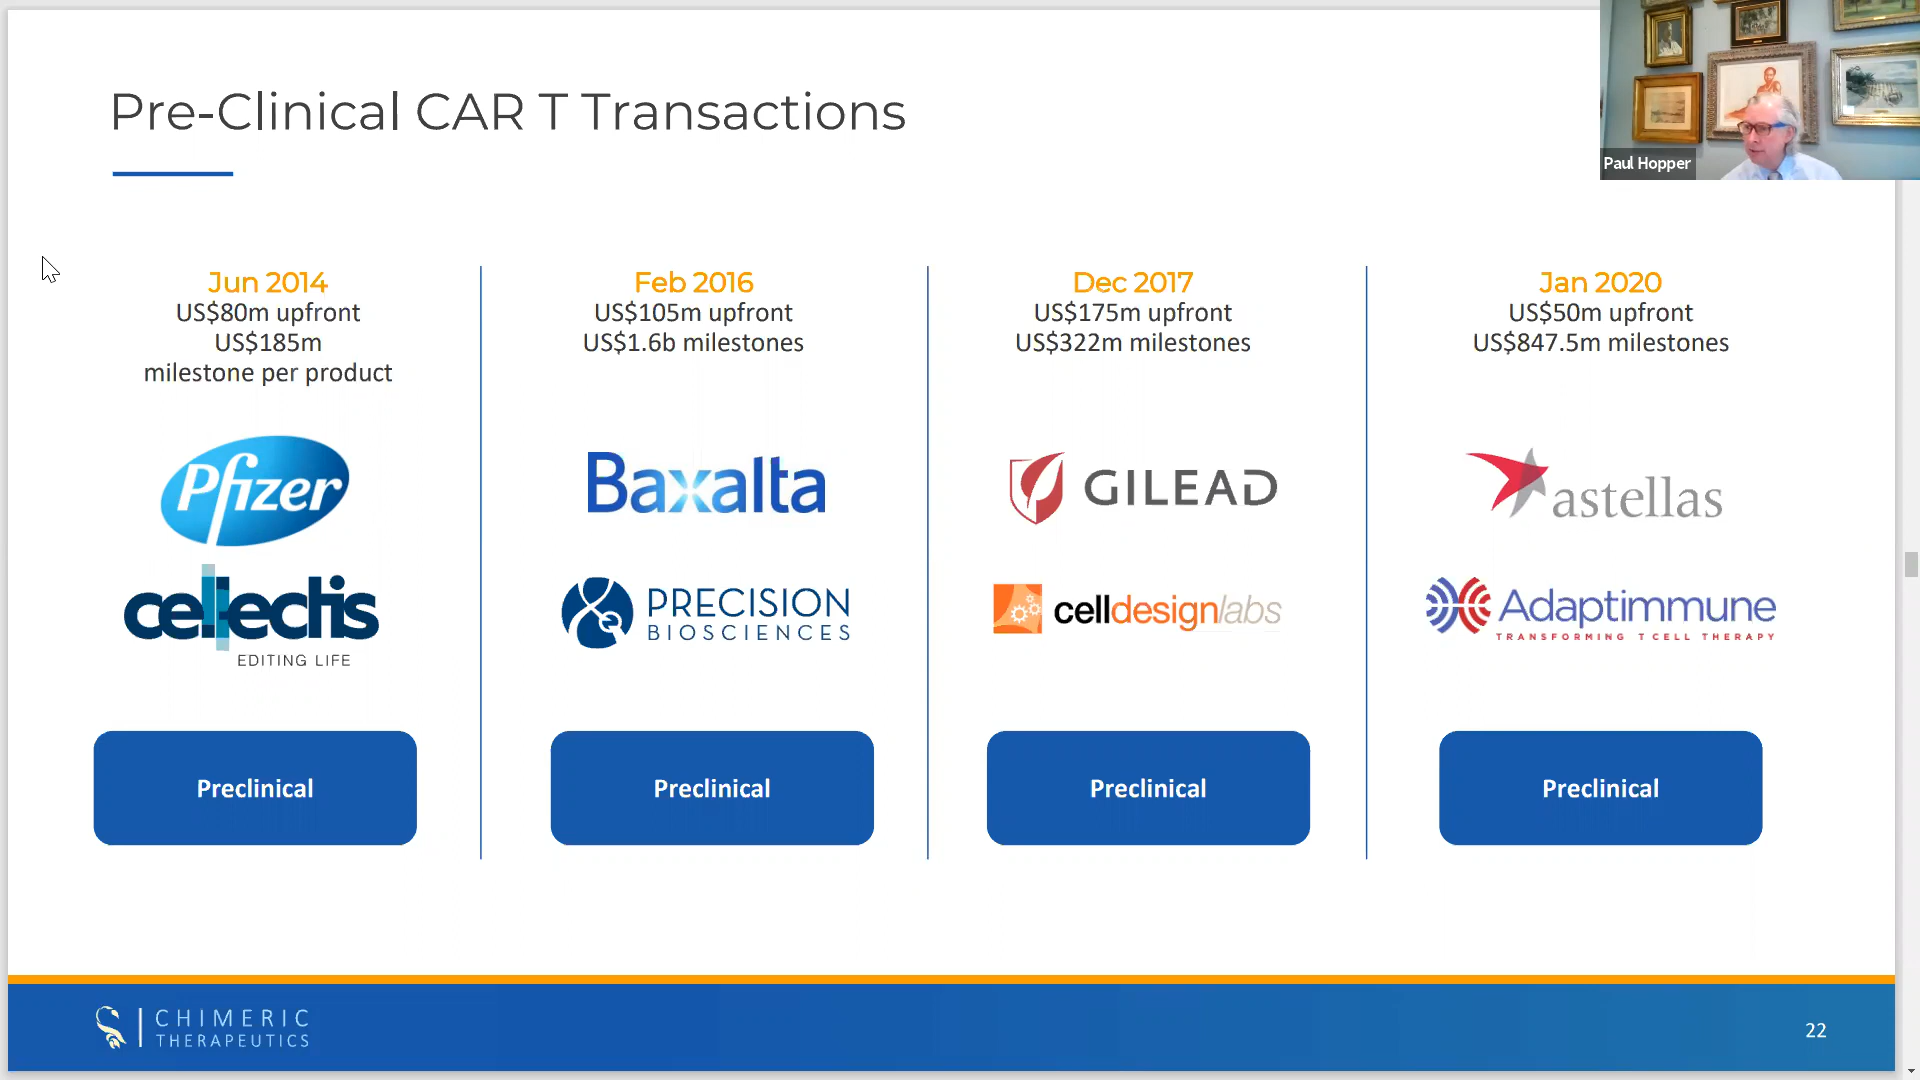 Pre-Clinical CAR T Transactions
Paul Hopper
Jun 2014
US$80m upfront
US$185m
milestone per product
Pfizer
cellectis
EDITING LIFE
Preclinical
Feb 2016
US$105m upfront
US$1.6b milestones
Baxalta
PRECISION
BIOSCIENCES
Preclinical
Dec 2017
US$175m upfront
US$322m milestones
GILEAD
celldesignlabs
Preclinical
Jan 2020
US$50m upfront
US$847.5m milestones
astellas
Adaptimmune
TRANSFORMING T CELL THERAPY
Preclinical
CHIMERIC
THERAPEUTICS
22